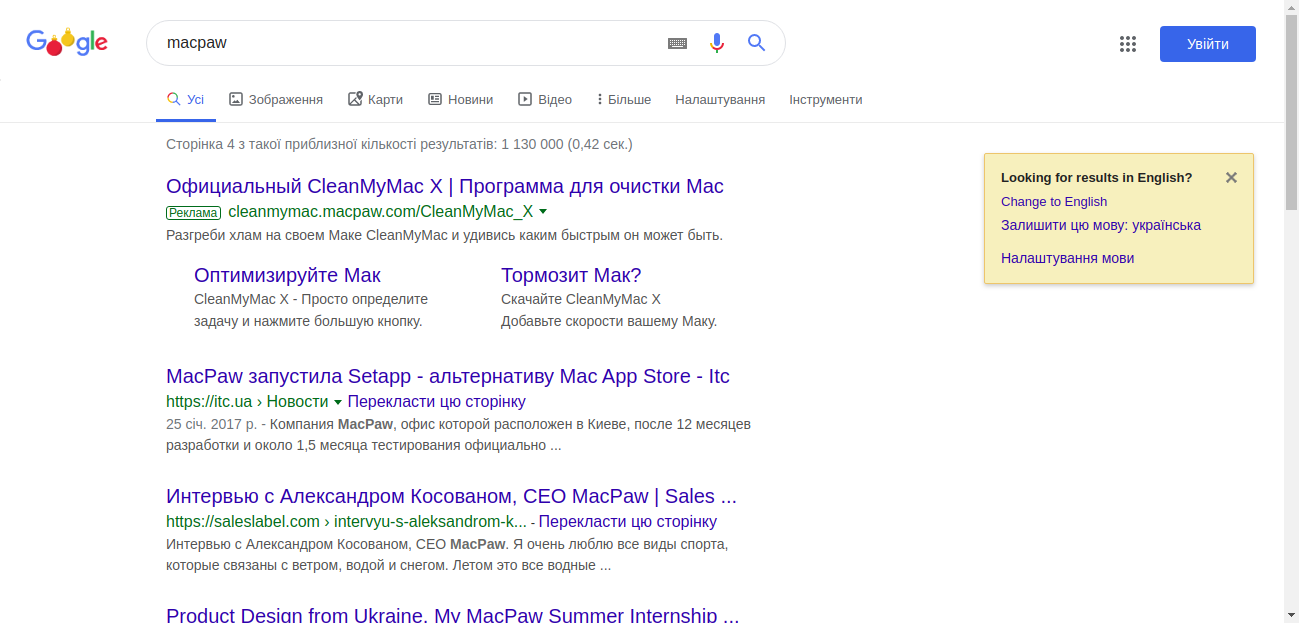 Google
macpaw
Увійти
Усі
Зображення
Карти
Новини
Відео
Більше
Налаштування
Інструменти
Сторінка 4 з такої приблизної кількості результатів: 1 130 000 (0,42 сек.)
Looking for results in English?
Change to English
Залишити цю мову: українська
Налаштування мови
Официальный CleanMyMac X | Программа для очистки Mac
Реклама cleanmymac.macpaw.com/CleanMyMac_X
Разгреби хлам на своем Маке CleanMyMac и удивись каким быстрым он может быть.
Оптимизируйте Мак
CleanMyMac X - Просто определите
задачу и нажмите большую кнопку.
Тормозит Мак?
Скачайте CleanMyMac X
Добавьте скорости вашему Маку.
MacPaw запустила Setapp - альтернативу Mac App Store - Itc
https://itc.ua › Новости Перекласти цю сторінку
25 січ. 2017 р. - Компания MacPaw, офис которой расположен в Киеве, после 12 месяцев
разработки и около 1,5 месяца тестирования официально ...
Интервью с Александром Косованом, CEO MacPaw | Sales ...
https://saleslabel.com › intervyu-s-aleksandrom-k... - Перекласти цю сторінку
Интервью с Александром Косованом, CEO MacPaw. Я очень люблю все виды спорта,
которые связаны с ветром, водой и снегом. Летом это все водные ...
Product Design from Ukraine. My MacPaw Summer Internship ...